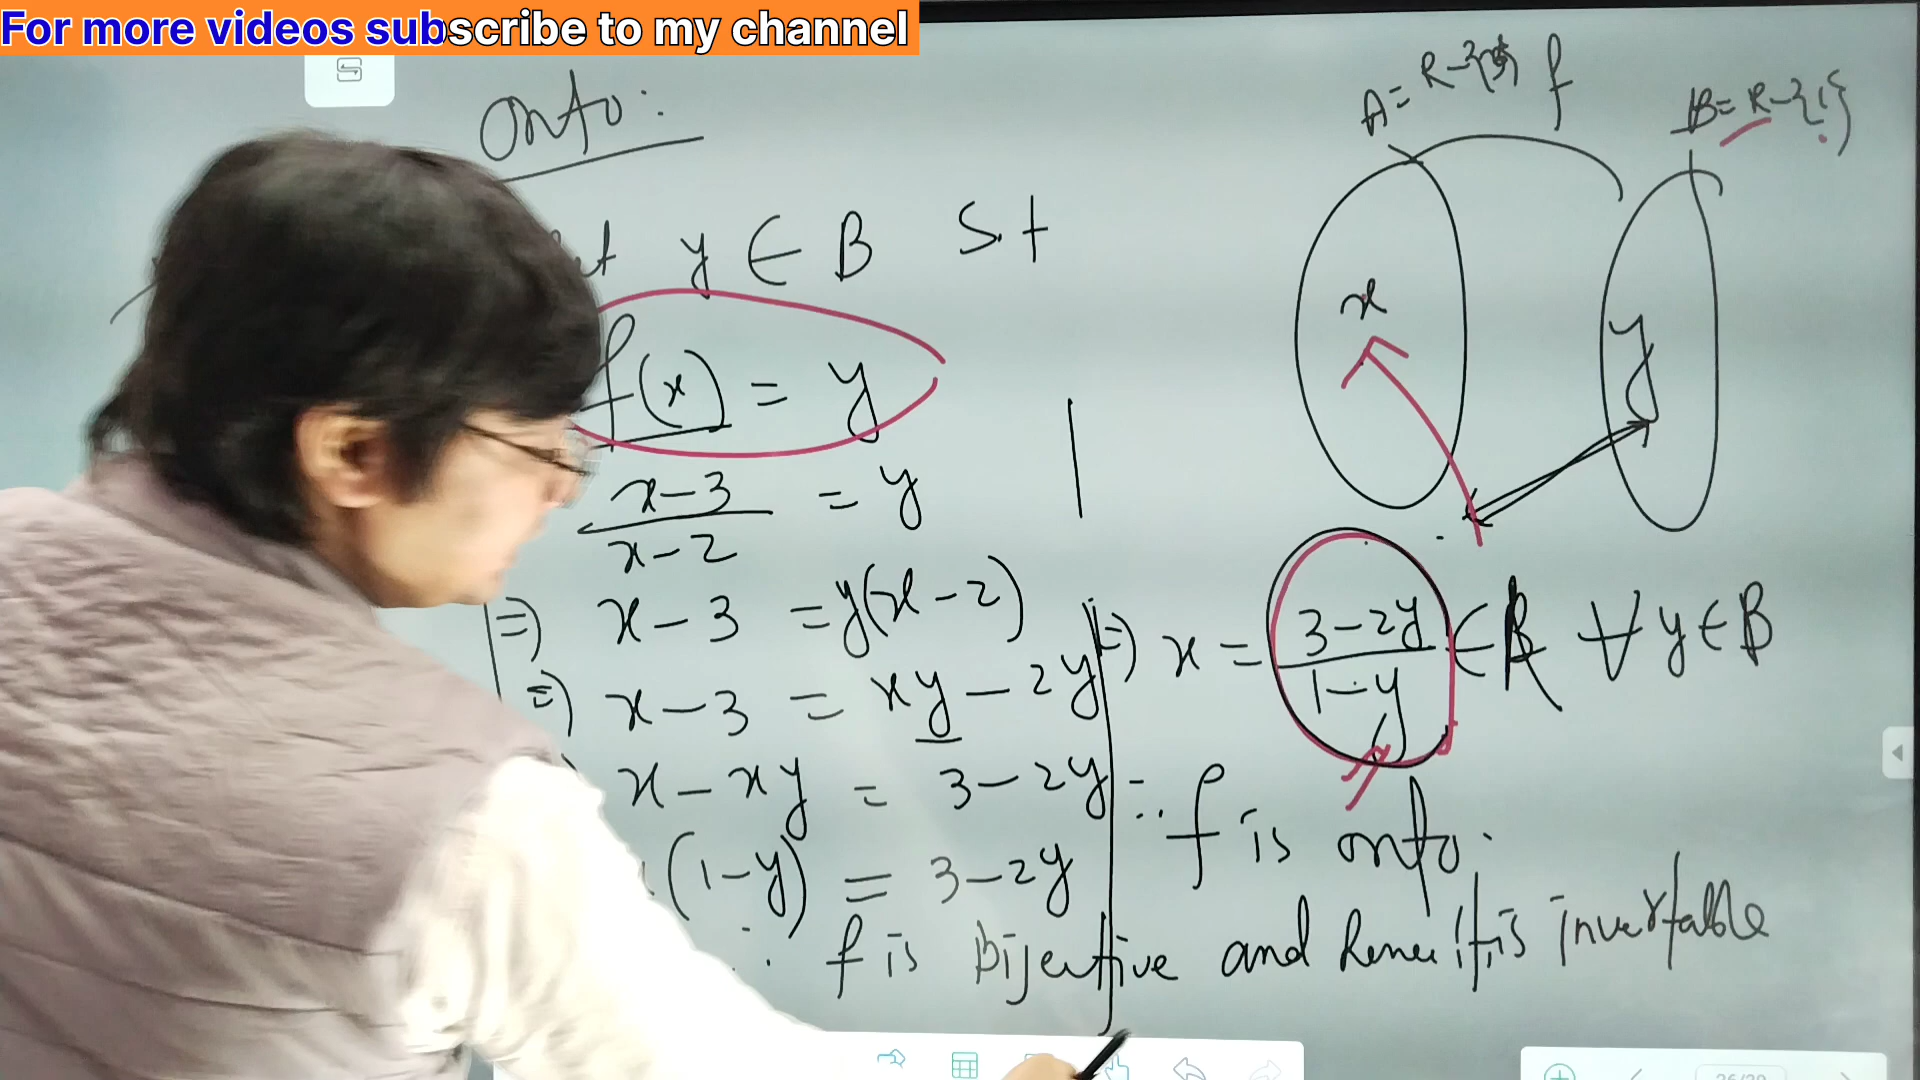 For more videos subscribe to my channel
Onto:
y ∈ B S.t
f(x) = y
x-3 / x-2 = y
=> x-3 = y(x-2)
=> x-3 = xy-2y
x-xy = 3-2y
(1-y) = 3-2y
∴ f is Bijective and hence it is invertable
A= R- f
B= R-{1}
x
y
=> x = 3-2y / 1-y ∈ R ∀ y ∈ B
∴ f is onto.